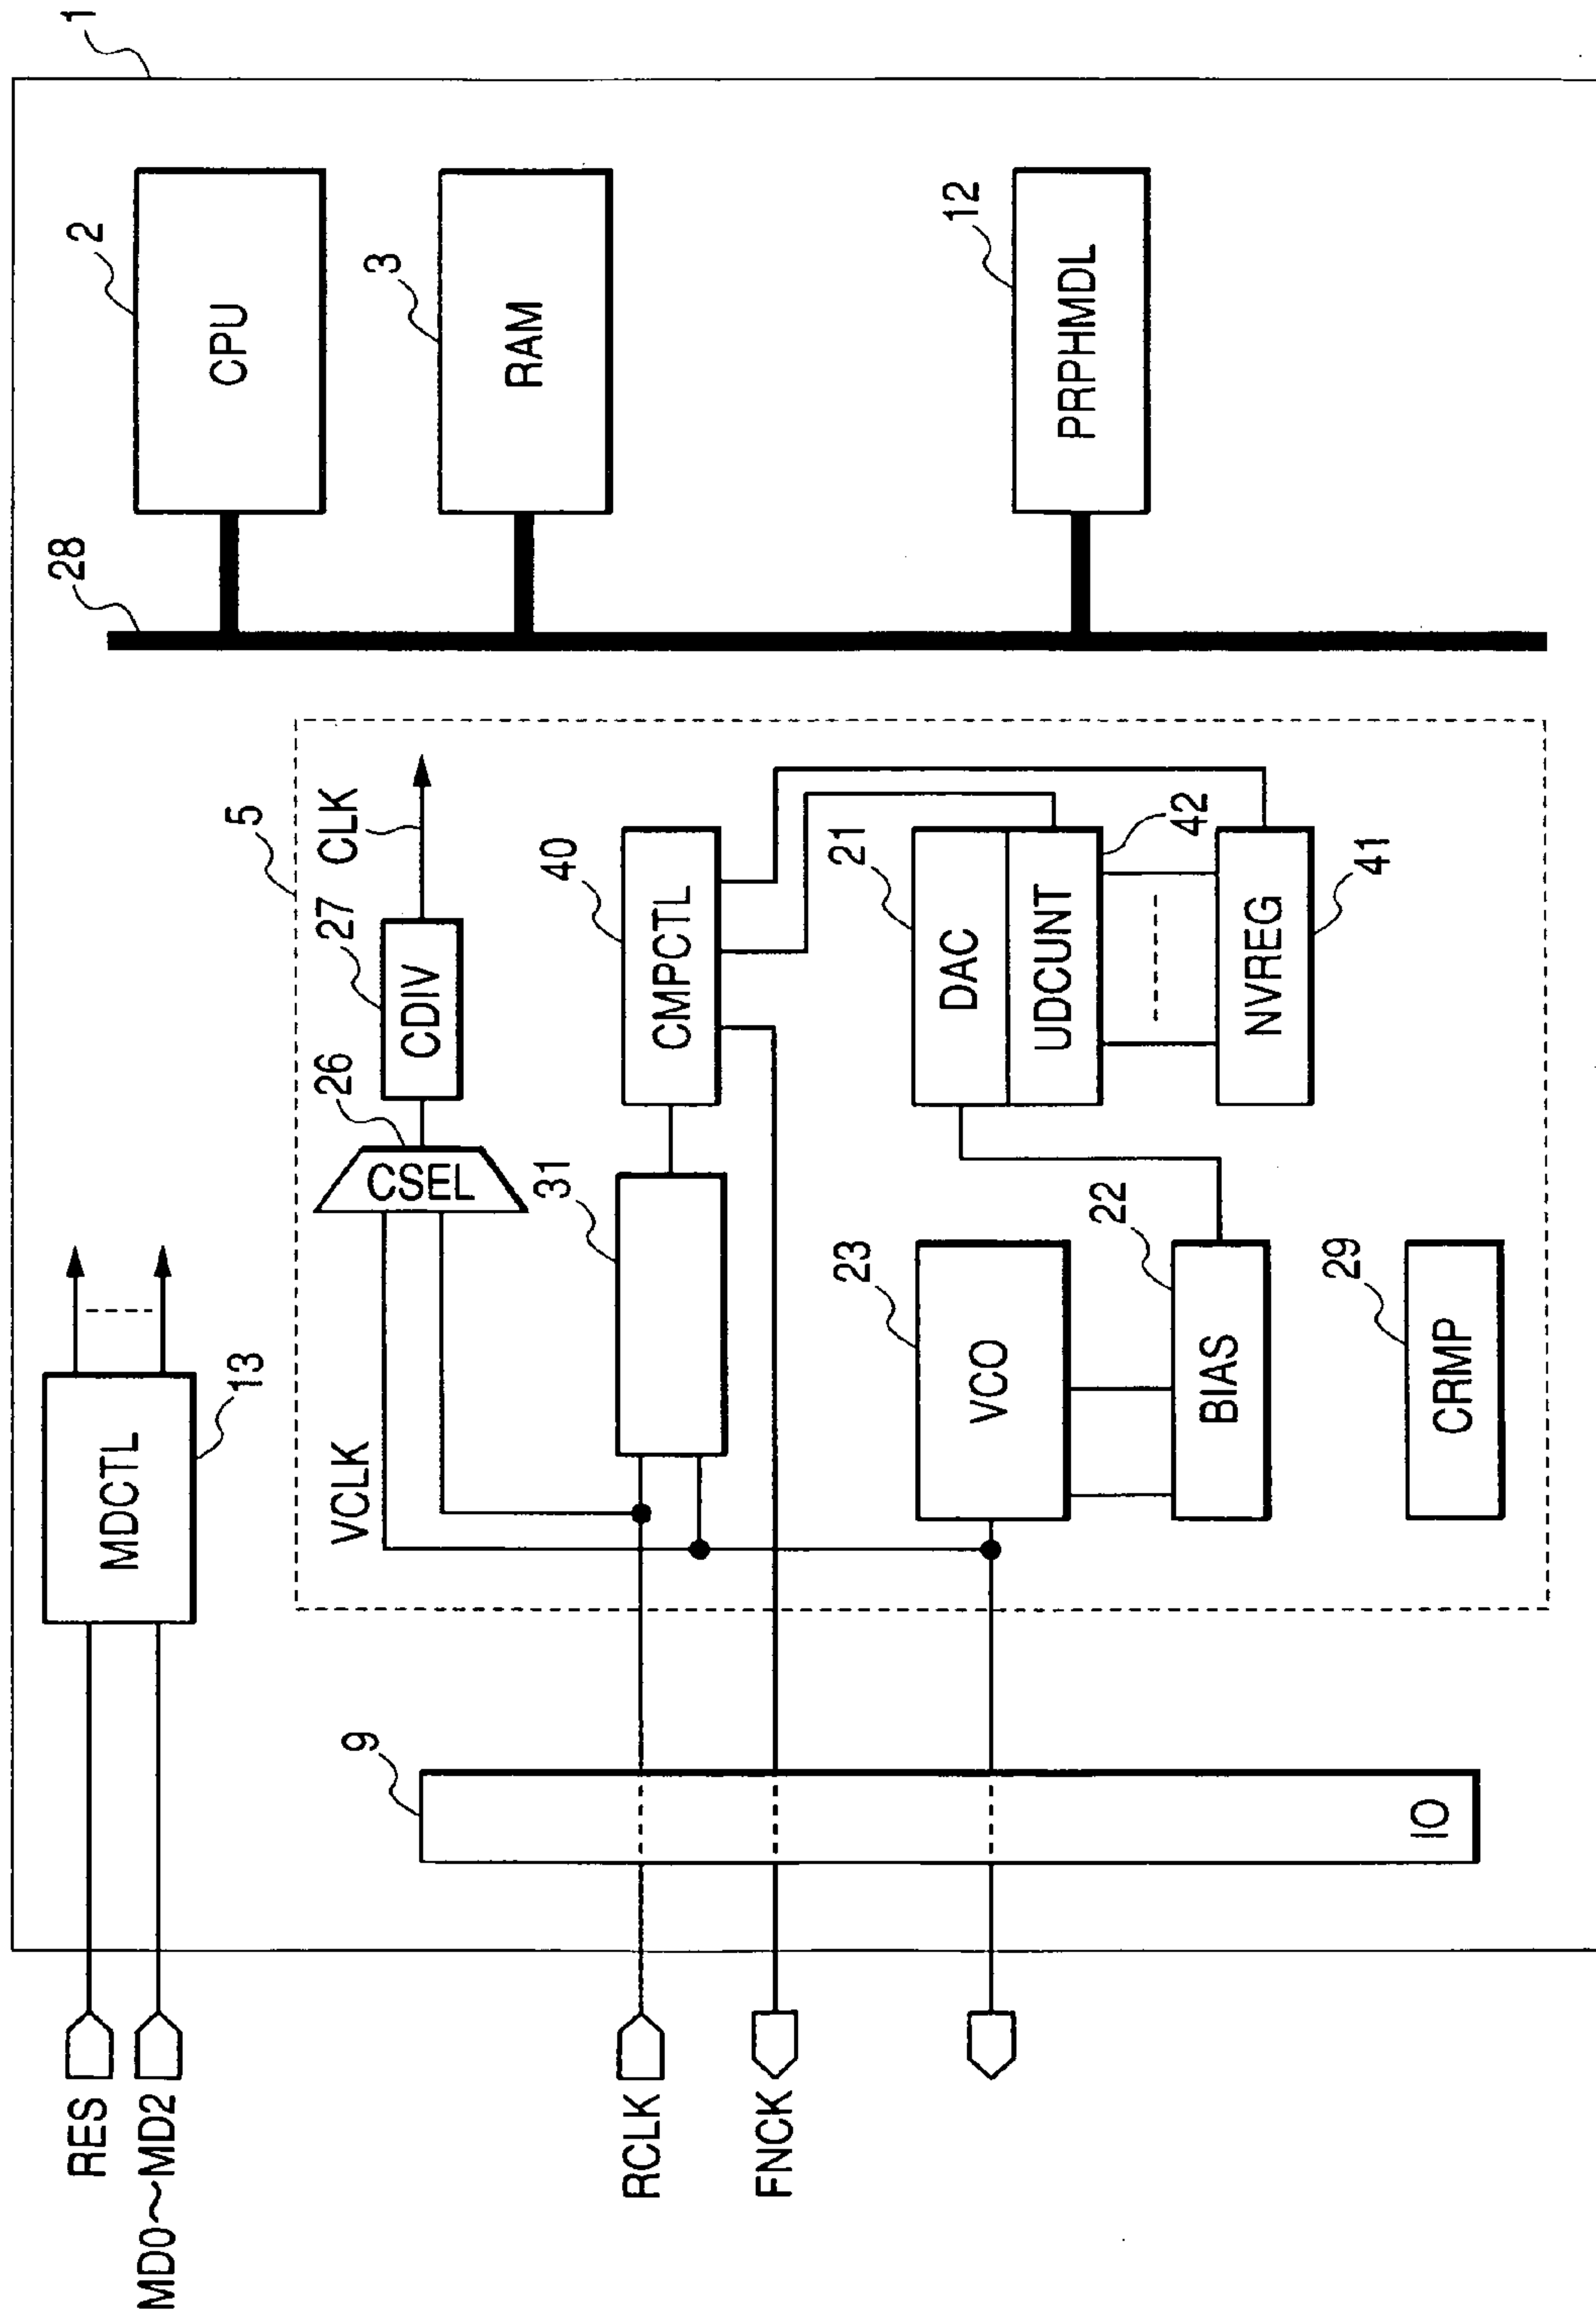 1
RES
MD0~MD2
MDCTL
13
2
CPU
3
RAM
28
12
PRPHMDL
5
CLK
27
CDIV
26
CSEL
VCLK
31
40
CMPCTL
21
DAC
UDCUNT
42
NVREG
41
23
VCO
22
BIAS
29
CRMP
9
IO
RCLK
FNCK